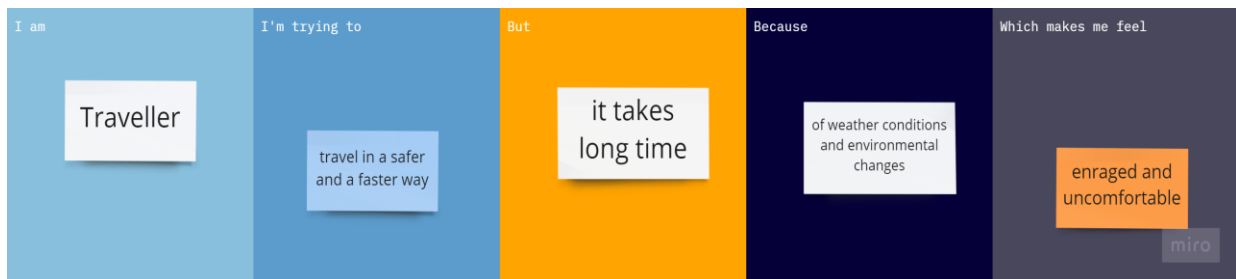 I am
I'm trying to
But
Because
Which makes me feel
Traveller
travel in a safer
and a faster way
it takes
long time
of weather conditions
and environmental
changes
enraged and
uncomfortable
miro